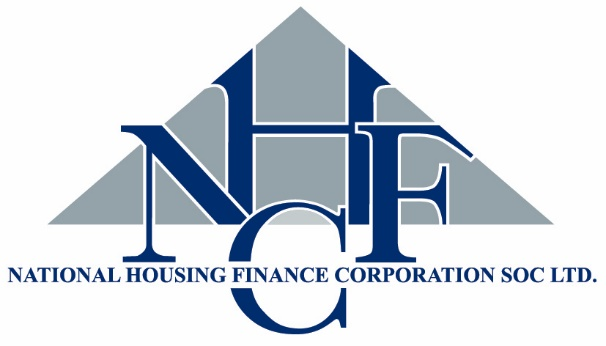 NHFC
NATIONAL HOUSING FINANCE CORPORATION SOC LTD.